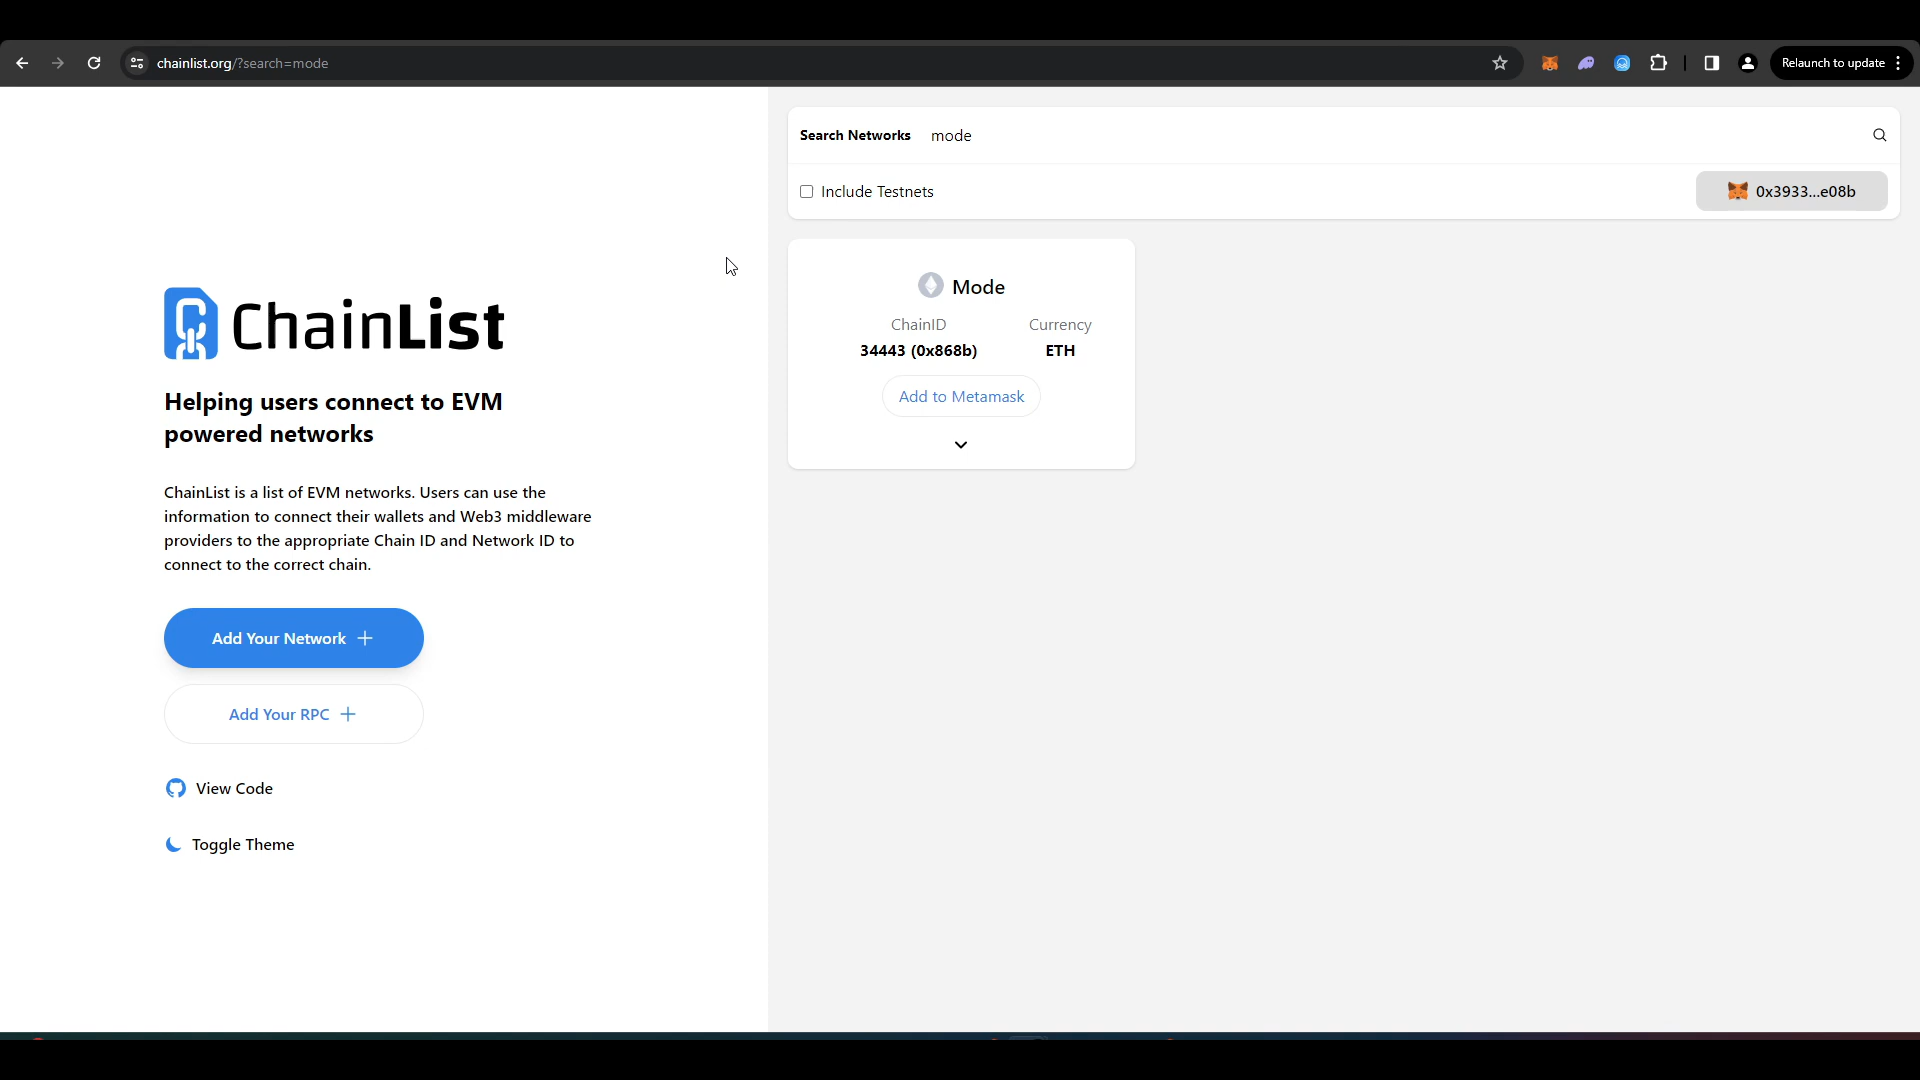 chainlist.org/?search=mode
Relaunch to update
ChainList
Helping users connect to EVM
powered networks
ChainList is a list of EVM networks. Users can use the
information to connect their wallets and Web3 middleware
providers to the appropriate Chain ID and Network ID to
connect to the correct chain.
Add Your Network
Add Your RPC
View Code
Toggle Theme
Search Networks mode
Include Testnets
0x3933...e08b
Mode
ChainID Currency
34443 (0x868b) ETH
Add to Metamask